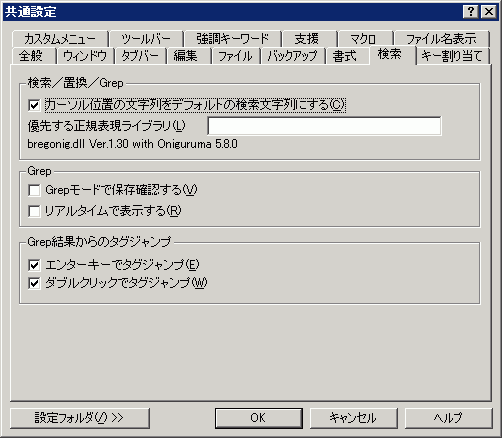 共通設定
カスタムメニュー ツールバー 強調キーワード 支援 マクロ ファイル名表示
全般 ウィンドウ タブバー 編集 ファイル バックアップ 書式 検索 キー割り当て
検索／置換／Grep
カーソル位置の文字列をデフォルトの検索文字列にする(C)
優先する正規表現ライブラリ(L)
bregonig.dll Ver.1.30 with Oniguruma 5.8.0
Grep
Grepモードで保存確認する(V)
リアルタイムで表示する(R)
Grep結果からのタグジャンプ
エンターキーでタグジャンプ(E)
ダブルクリックでタグジャンプ(W)
設定フォルダ(/) >> OK キャンセル ヘルプ